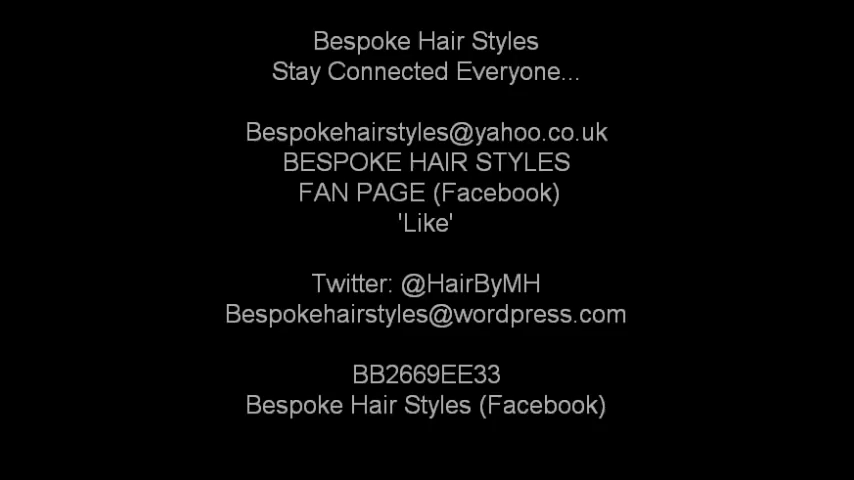 Bespoke Hair Styles
Stay Connected Everyone...
Bespokehairstyles@yahoo.co.uk
BESPOKE HAIR STYLES
FAN PAGE (Facebook)
'Like'
Twitter: @HairByMH
Bespokehairstyles@wordpress.com
BB2669EE33
Bespoke Hair Styles (Facebook)